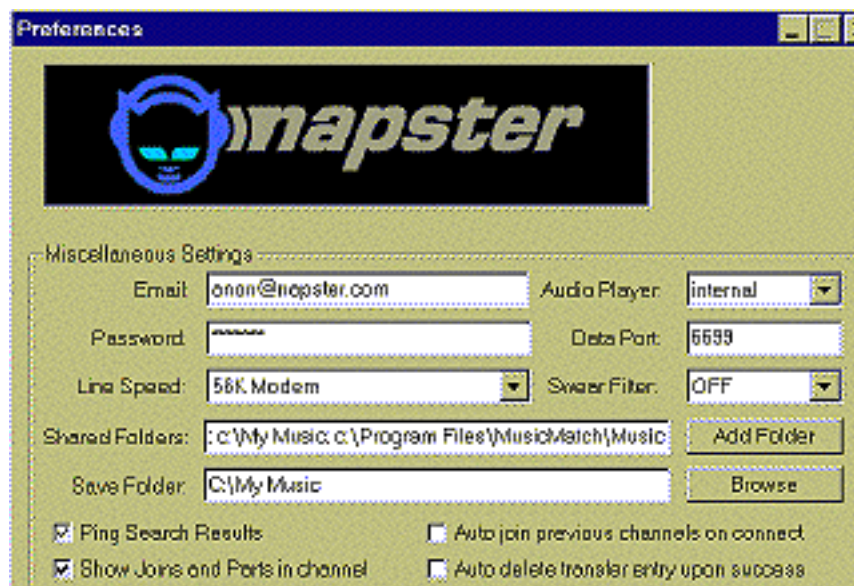 Preferences
napster
Miscellaneous Settings
Email: anon@napster.com Audio Player: internal
Password: Data Port: 6699
Line Speed: 56K Modem Swear Filter: OFF
Shared Folders: : c:\My Music; c:\Program Files\MusicMatch\Music Add Folder
Save Folder: C:\My Music Browse
Ping Search Results Auto join previous channels on connect
Show Joins and Parts in channel Auto delete transfer entry upon success